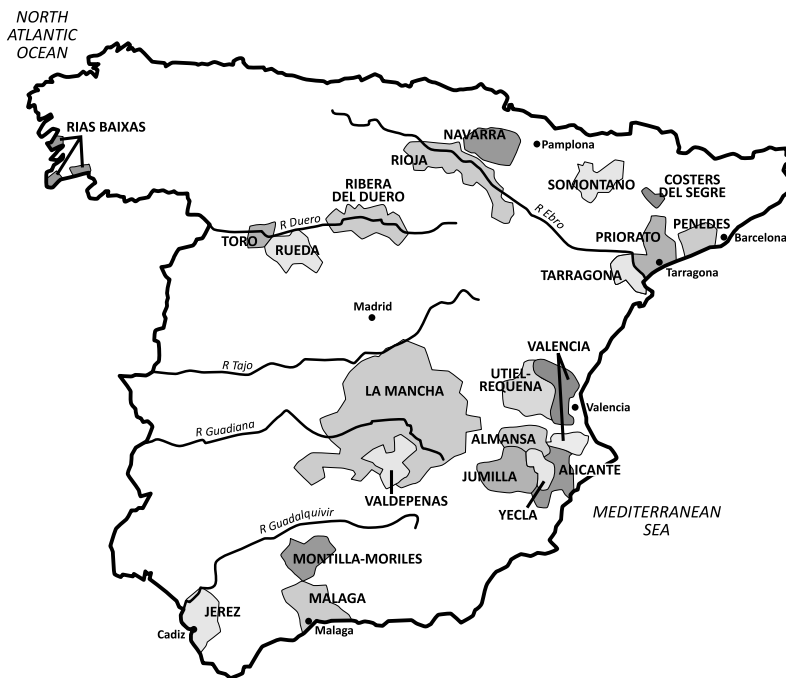 NORTH
ATLANTIC
OCEAN
RIAS BAIXAS
NAVARRA
Pamplona
RIOJA
SOMONTANO
COSTERS
DEL SEGRE
RIBERA
DEL DUERO
R Duero
R Ebro
TORO
RUEDA
PRIORATO
PENEDES
Barcelona
TARRAGONA
Tarragona
Madrid
R Tajo
VALENCIA
UTIEL-
REQUENA
LA MANCHA
Valencia
R Guadiana
ALMANSA
JUMILLA
ALICANTE
VALDEPENAS
YECLA
MEDITERRANEAN
SEA
R Guadalquivir
MONTILLA-MORILES
MALAGA
JEREZ
Cadiz
Malaga